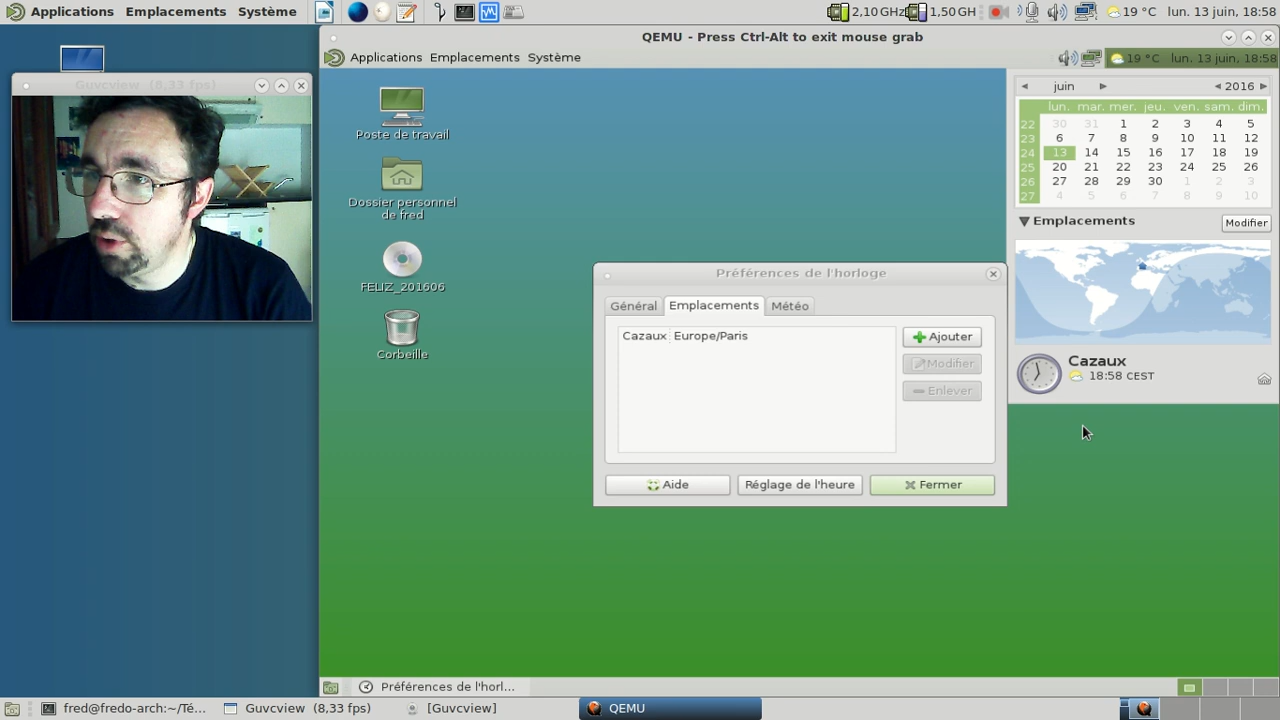 Applications Emplacements Système 2,10 GHz 1,50 GH 19 °C lun. 13 juin, 18:58
QEMU - Press Ctrl-Alt to exit mouse grab
Applications Emplacements Système 19 °C lun. 13 juin, 18:58
Guvcview (8,33 fps)
Poste de travail
Dossier personnel
de fred
FELIZ_201606
Corbeille
juin 2016
lun. mar. mer. jeu. ven. sam. dim.
22 30 31 1 2 3 4 5
23 6 7 8 9 10 11 12
24 13 14 15 16 17 18 19
25 20 21 22 23 24 25 26
26 27 28 29 30 1 2 3
27 4 5 6 7 8 9 10
Emplacements Modifier
Cazaux
18:58 CEST
Préférences de l'horloge
Général Emplacements Météo
Cazaux Europe/Paris
Ajouter
Modifier
Enlever
Aide Réglage de l'heure Fermer
Préférences de l'horl...
fred@fredo-arch:~/Té... Guvcview (8,33 fps) [Guvcview] QEMU